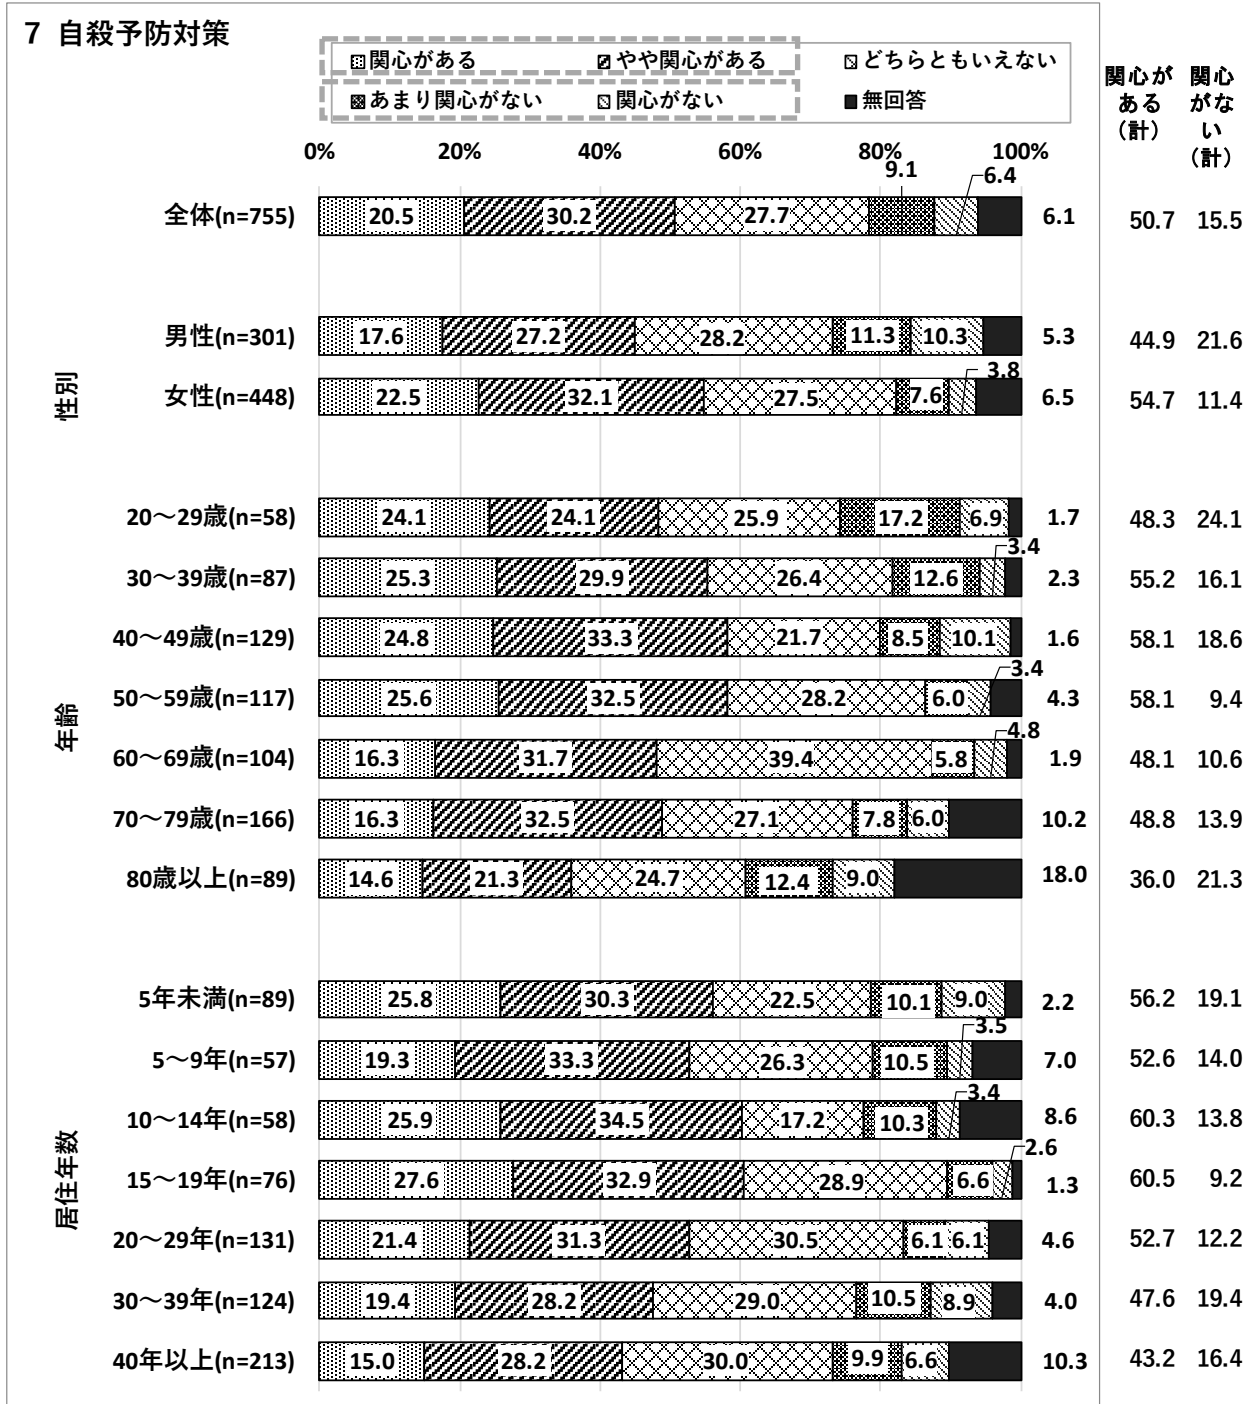 7 自殺予防対策
関心がある やや関心がある どちらともいえない
あまり関心がない 関心がない 無回答
関心がある（計） 関心がない（計）
0% 20% 40% 60% 80% 100%
全体(n=755) 20.5 30.2 27.7 9.1 6.4 6.1 50.7 15.5
性別
男性(n=301) 17.6 27.2 28.2 11.3 10.3 5.3 44.9 21.6
女性(n=448) 22.5 32.1 27.5 7.6 3.8 6.5 54.7 11.4
年齢
20～29歳(n=58) 24.1 24.1 25.9 17.2 6.9 1.7 48.3 24.1
30～39歳(n=87) 25.3 29.9 26.4 12.6 3.4 2.3 55.2 16.1
40～49歳(n=129) 24.8 33.3 21.7 8.5 10.1 1.6 58.1 18.6
50～59歳(n=117) 25.6 32.5 28.2 6.0 3.4 4.3 58.1 9.4
60～69歳(n=104) 16.3 31.7 39.4 5.8 4.8 1.9 48.1 10.6
70～79歳(n=166) 16.3 32.5 27.1 7.8 6.0 10.2 48.8 13.9
80歳以上(n=89) 14.6 21.3 24.7 12.4 9.0 18.0 36.0 21.3
居住年数
5年未満(n=89) 25.8 30.3 22.5 10.1 9.0 2.2 56.2 19.1
5～9年(n=57) 19.3 33.3 26.3 10.5 3.5 7.0 52.6 14.0
10～14年(n=58) 25.9 34.5 17.2 10.3 3.4 8.6 60.3 13.8
15～19年(n=76) 27.6 32.9 28.9 6.6 2.6 1.3 60.5 9.2
20～29年(n=131) 21.4 31.3 30.5 6.1 6.1 4.6 52.7 12.2
30～39年(n=124) 19.4 28.2 29.0 10.5 8.9 4.0 47.6 19.4
40年以上(n=213) 15.0 28.2 30.0 9.9 6.6 10.3 43.2 16.4